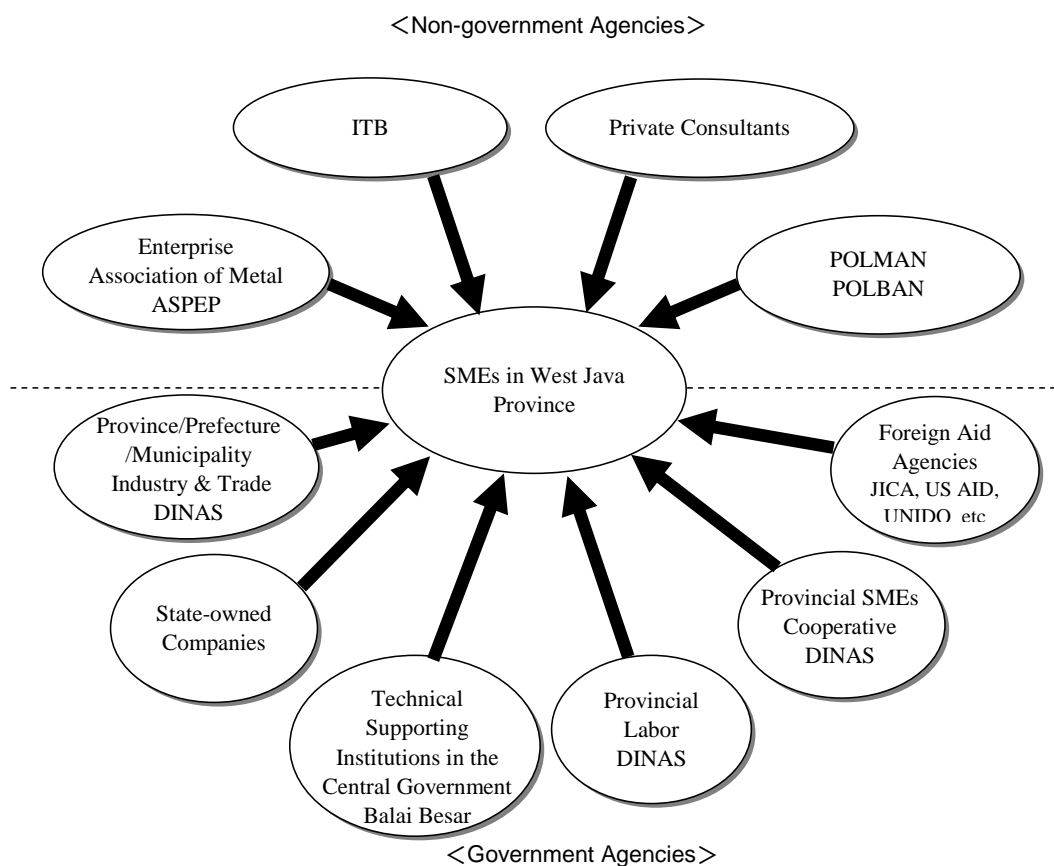 ＜Non-government Agencies＞
ITB
Private Consultants
Enterprise
Association of Metal
ASPEP
POLMAN
POLBAN
SMEs in West Java
Province
Province/Prefecture
/Municipality
Industry & Trade
DINAS
Foreign Aid
Agencies
JICA, US AID,
UNIDO etc
State-owned
Companies
Provincial SMEs
Cooperative
DINAS
Technical
Supporting
Institutions in the
Central Government
Balai Besar
Provincial
Labor
DINAS
＜Government Agencies＞